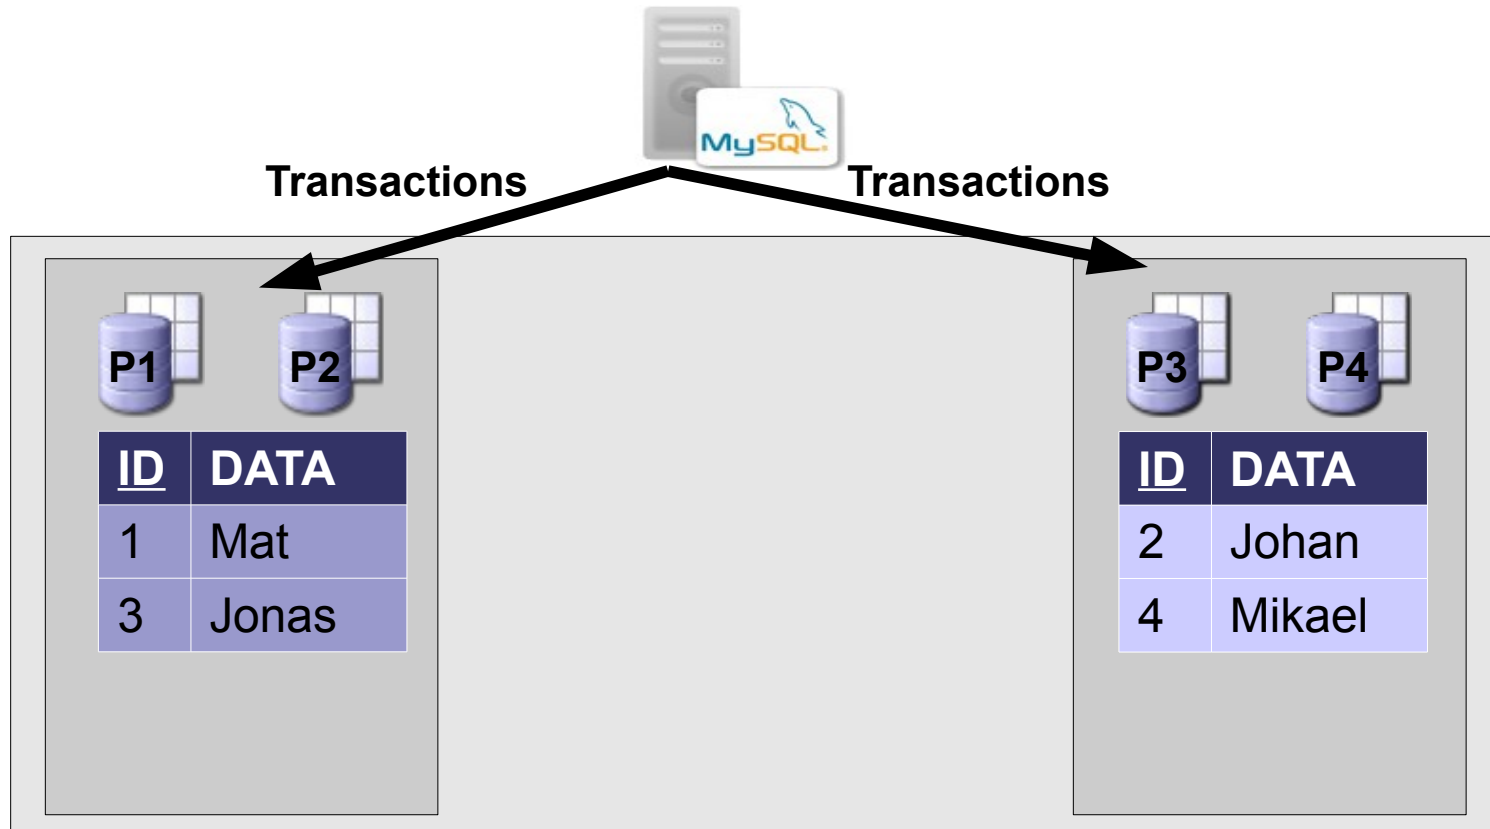 MySQL.
Transactions Transactions
P1 P2
ID DATA
1 Mat
3 Jonas
P3 P4
ID DATA
2 Johan
4 Mikael